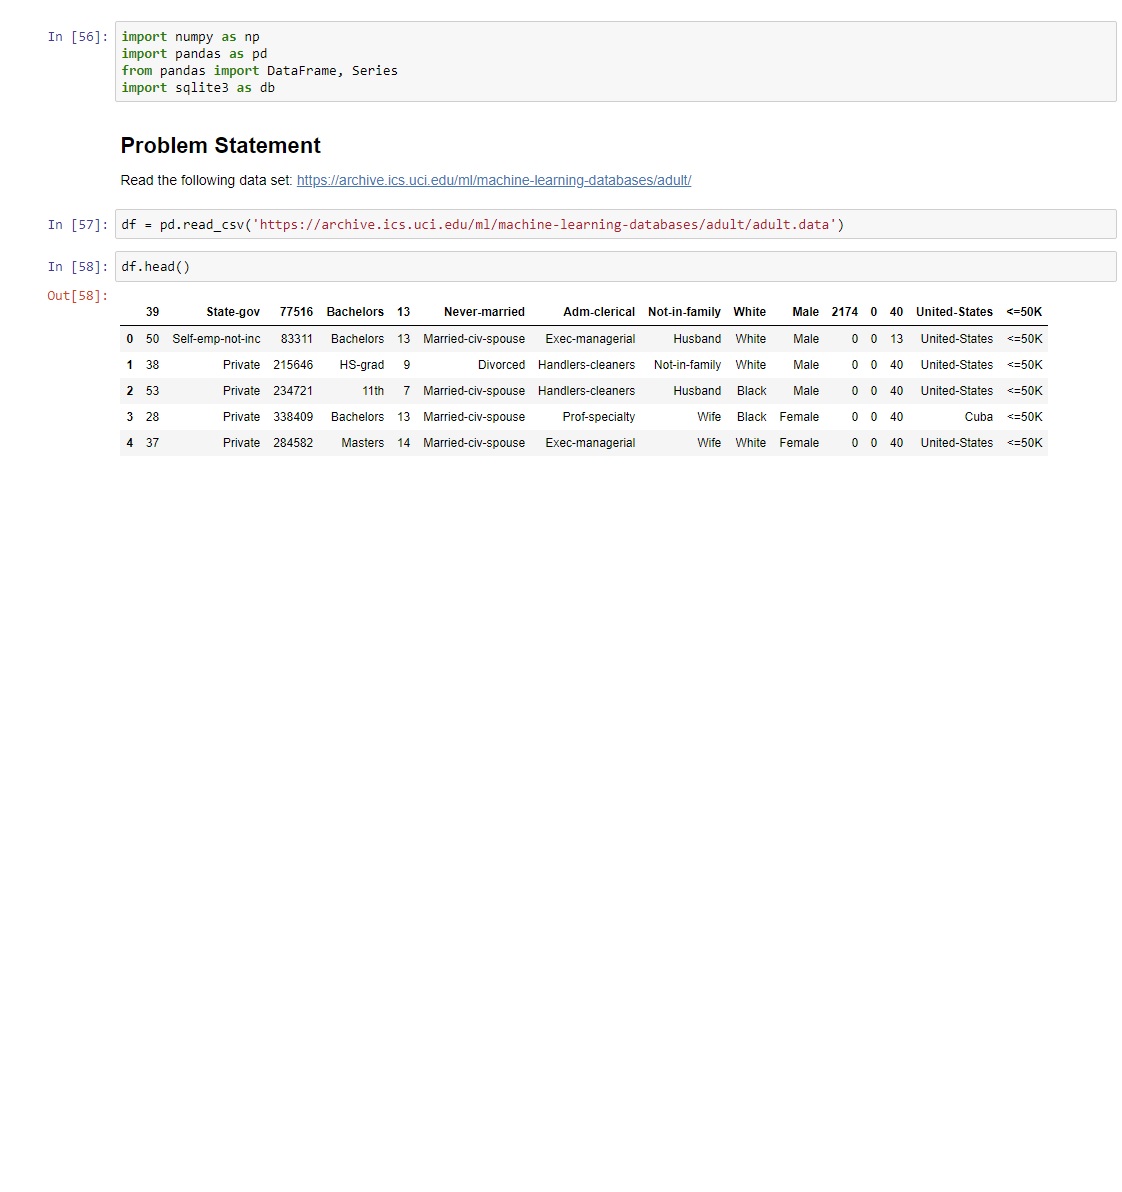 In [56]: import numpy as np
import pandas as pd
from pandas import DataFrame, Series
import sqlite3 as db
Problem Statement
Read the following data set: https://archive.ics.uci.edu/ml/machine-learning-databases/adult/
In [57]: df = pd.read_csv('https://archive.ics.uci.edu/ml/machine-learning-databases/adult/adult.data')
In [58]: df.head()
Out[58]:
39 State-gov 77516 Bachelors 13 Never-married Adm-clerical Not-in-family White Male 2174 0 40 United-States <=50K
0 50 Self-emp-not-inc 83311 Bachelors 13 Married-civ-spouse Exec-managerial Husband White Male 0 0 13 United-States <=50K
1 38 Private 215646 HS-grad 9 Divorced Handlers-cleaners Not-in-family White Male 0 0 40 United-States <=50K
2 53 Private 234721 11th 7 Married-civ-spouse Handlers-cleaners Husband Black Male 0 0 40 United-States <=50K
3 28 Private 338409 Bachelors 13 Married-civ-spouse Prof-specialty Wife Black Female 0 0 40 Cuba <=50K
4 37 Private 284582 Masters 14 Married-civ-spouse Exec-managerial Wife White Female 0 0 40 United-States <=50K